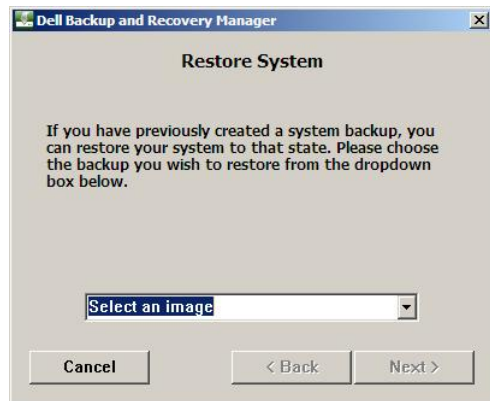 Dell Backup and Recovery Manager
Restore System
If you have previously created a system backup, you
can restore your system to that state. Please choose
the backup you wish to restore from the dropdown
box below.
Select an image
Cancel
< Back
Next >